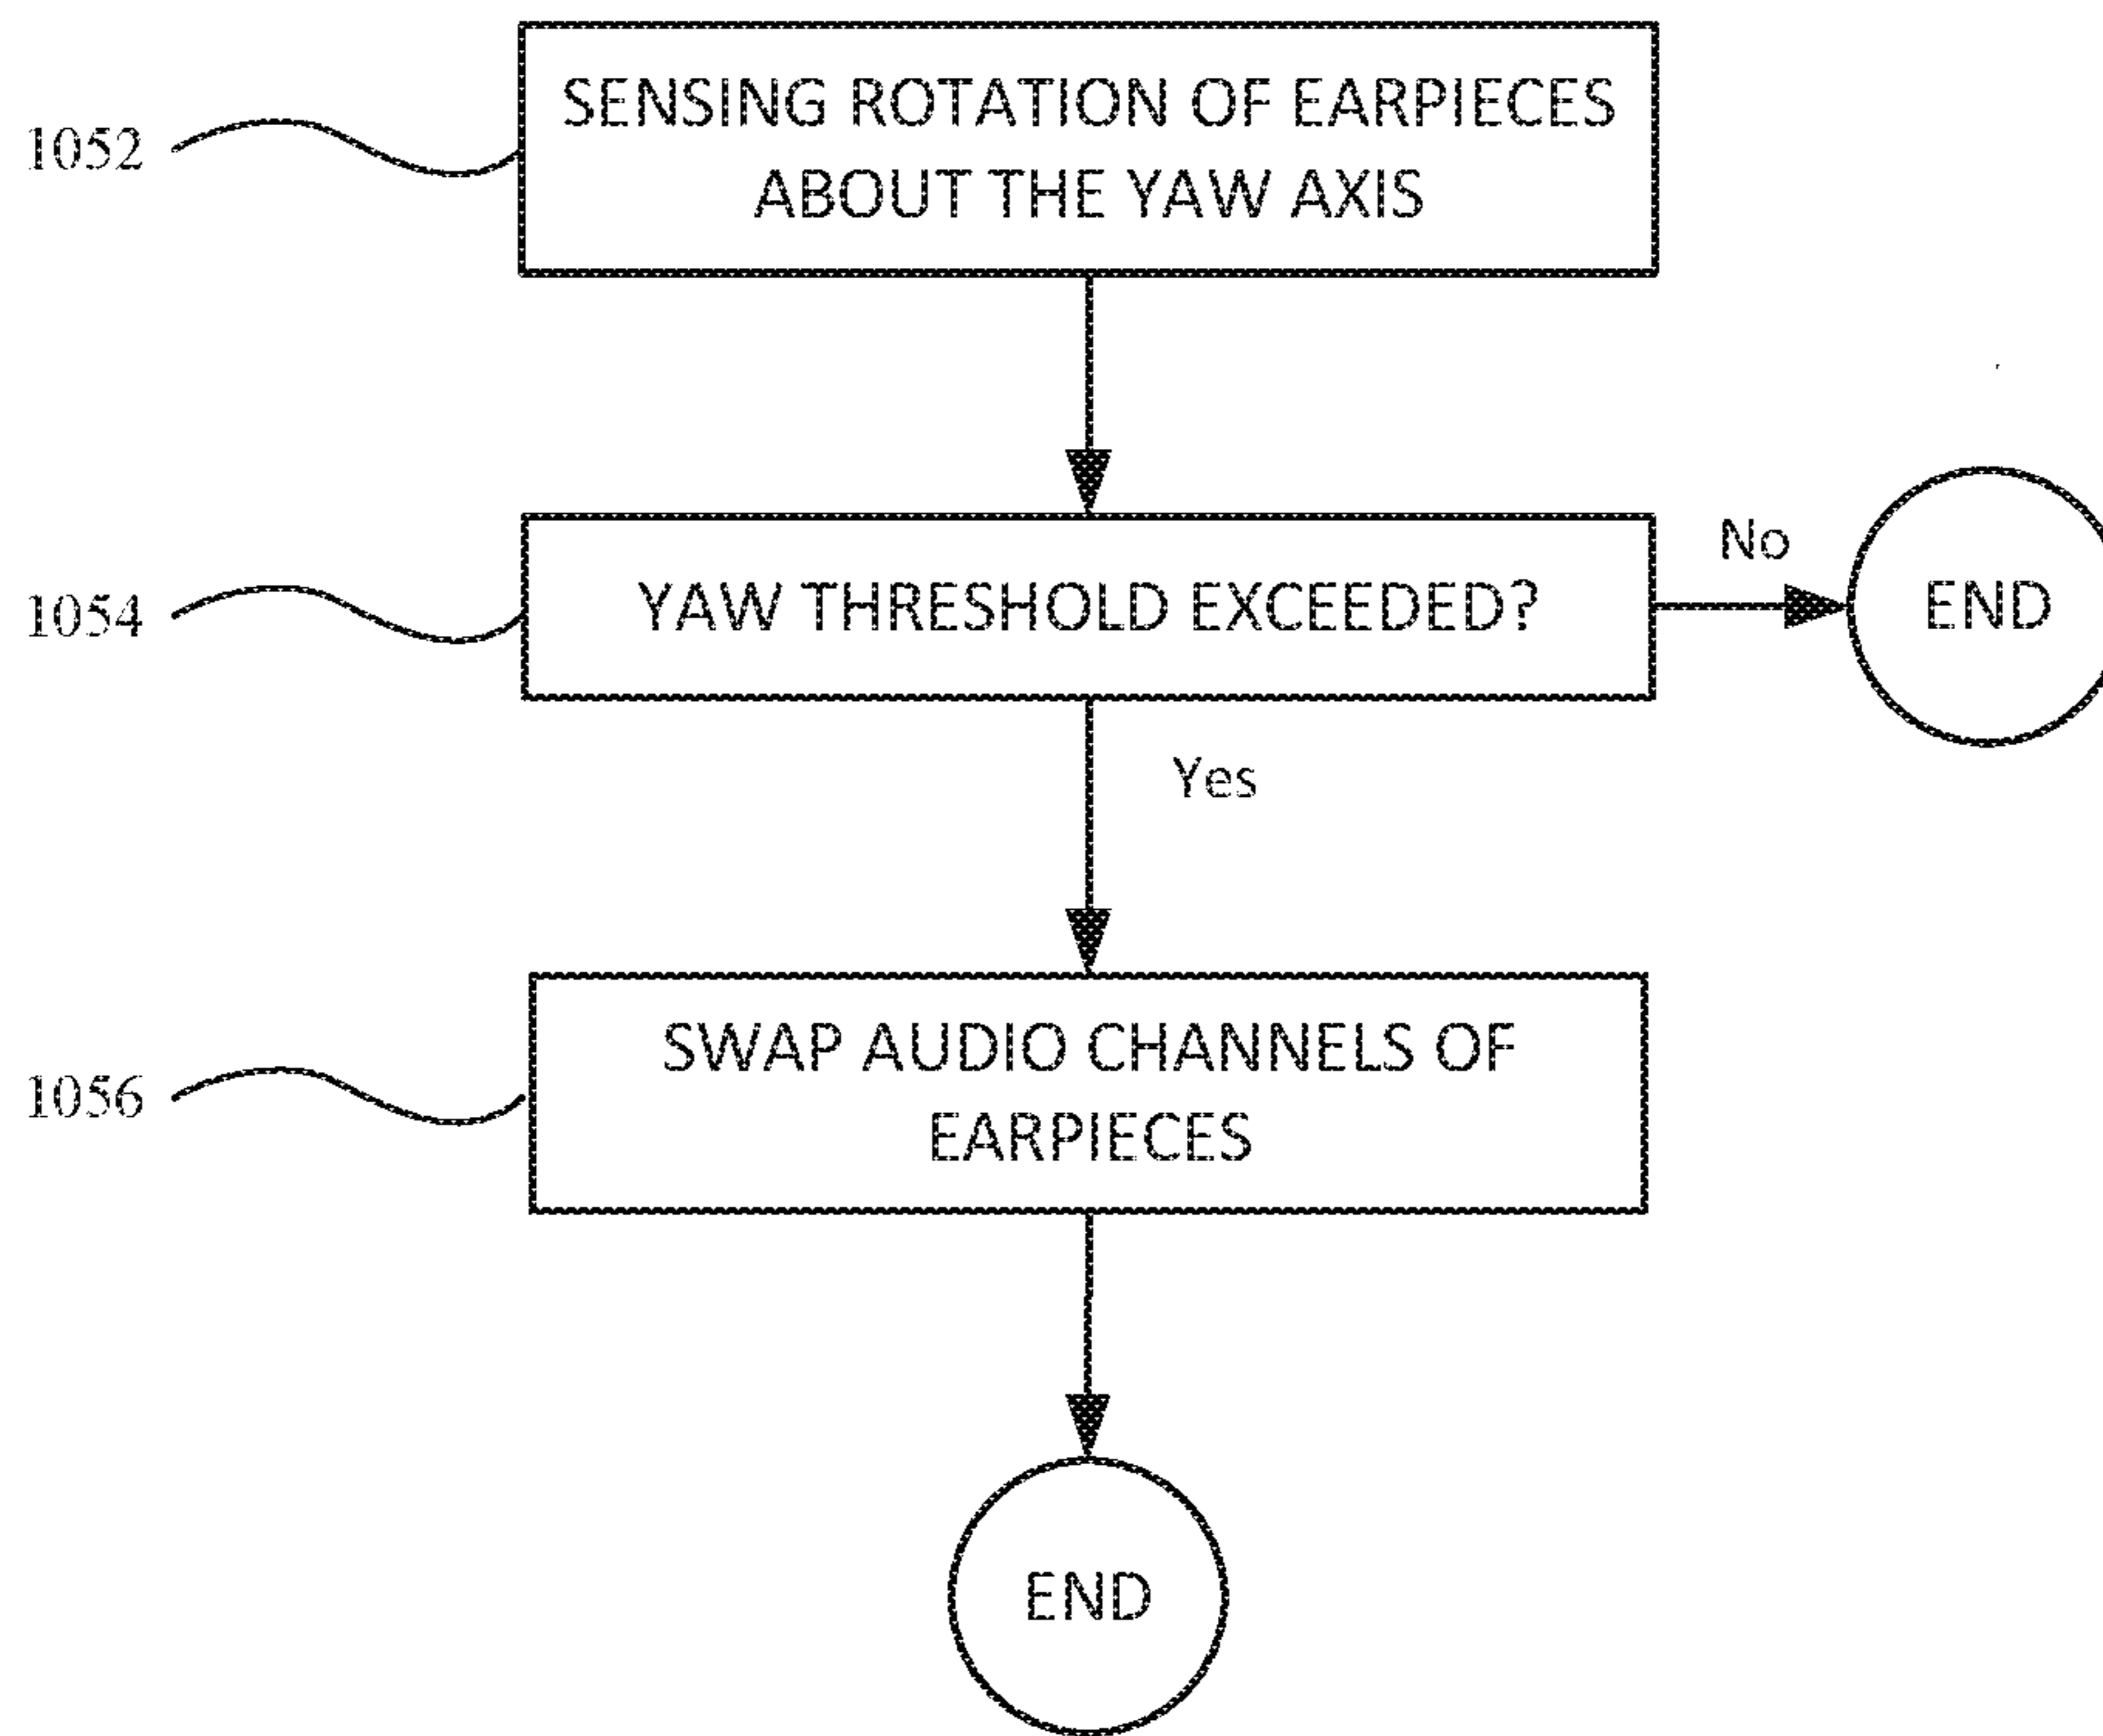 1052
SENSING ROTATION OF EARPIECES
ABOUT THE YAW AXIS
1054
YAW THRESHOLD EXCEEDED?
No
END
Yes
1056
SWAP AUDIO CHANNELS OF
EARPIECES
END